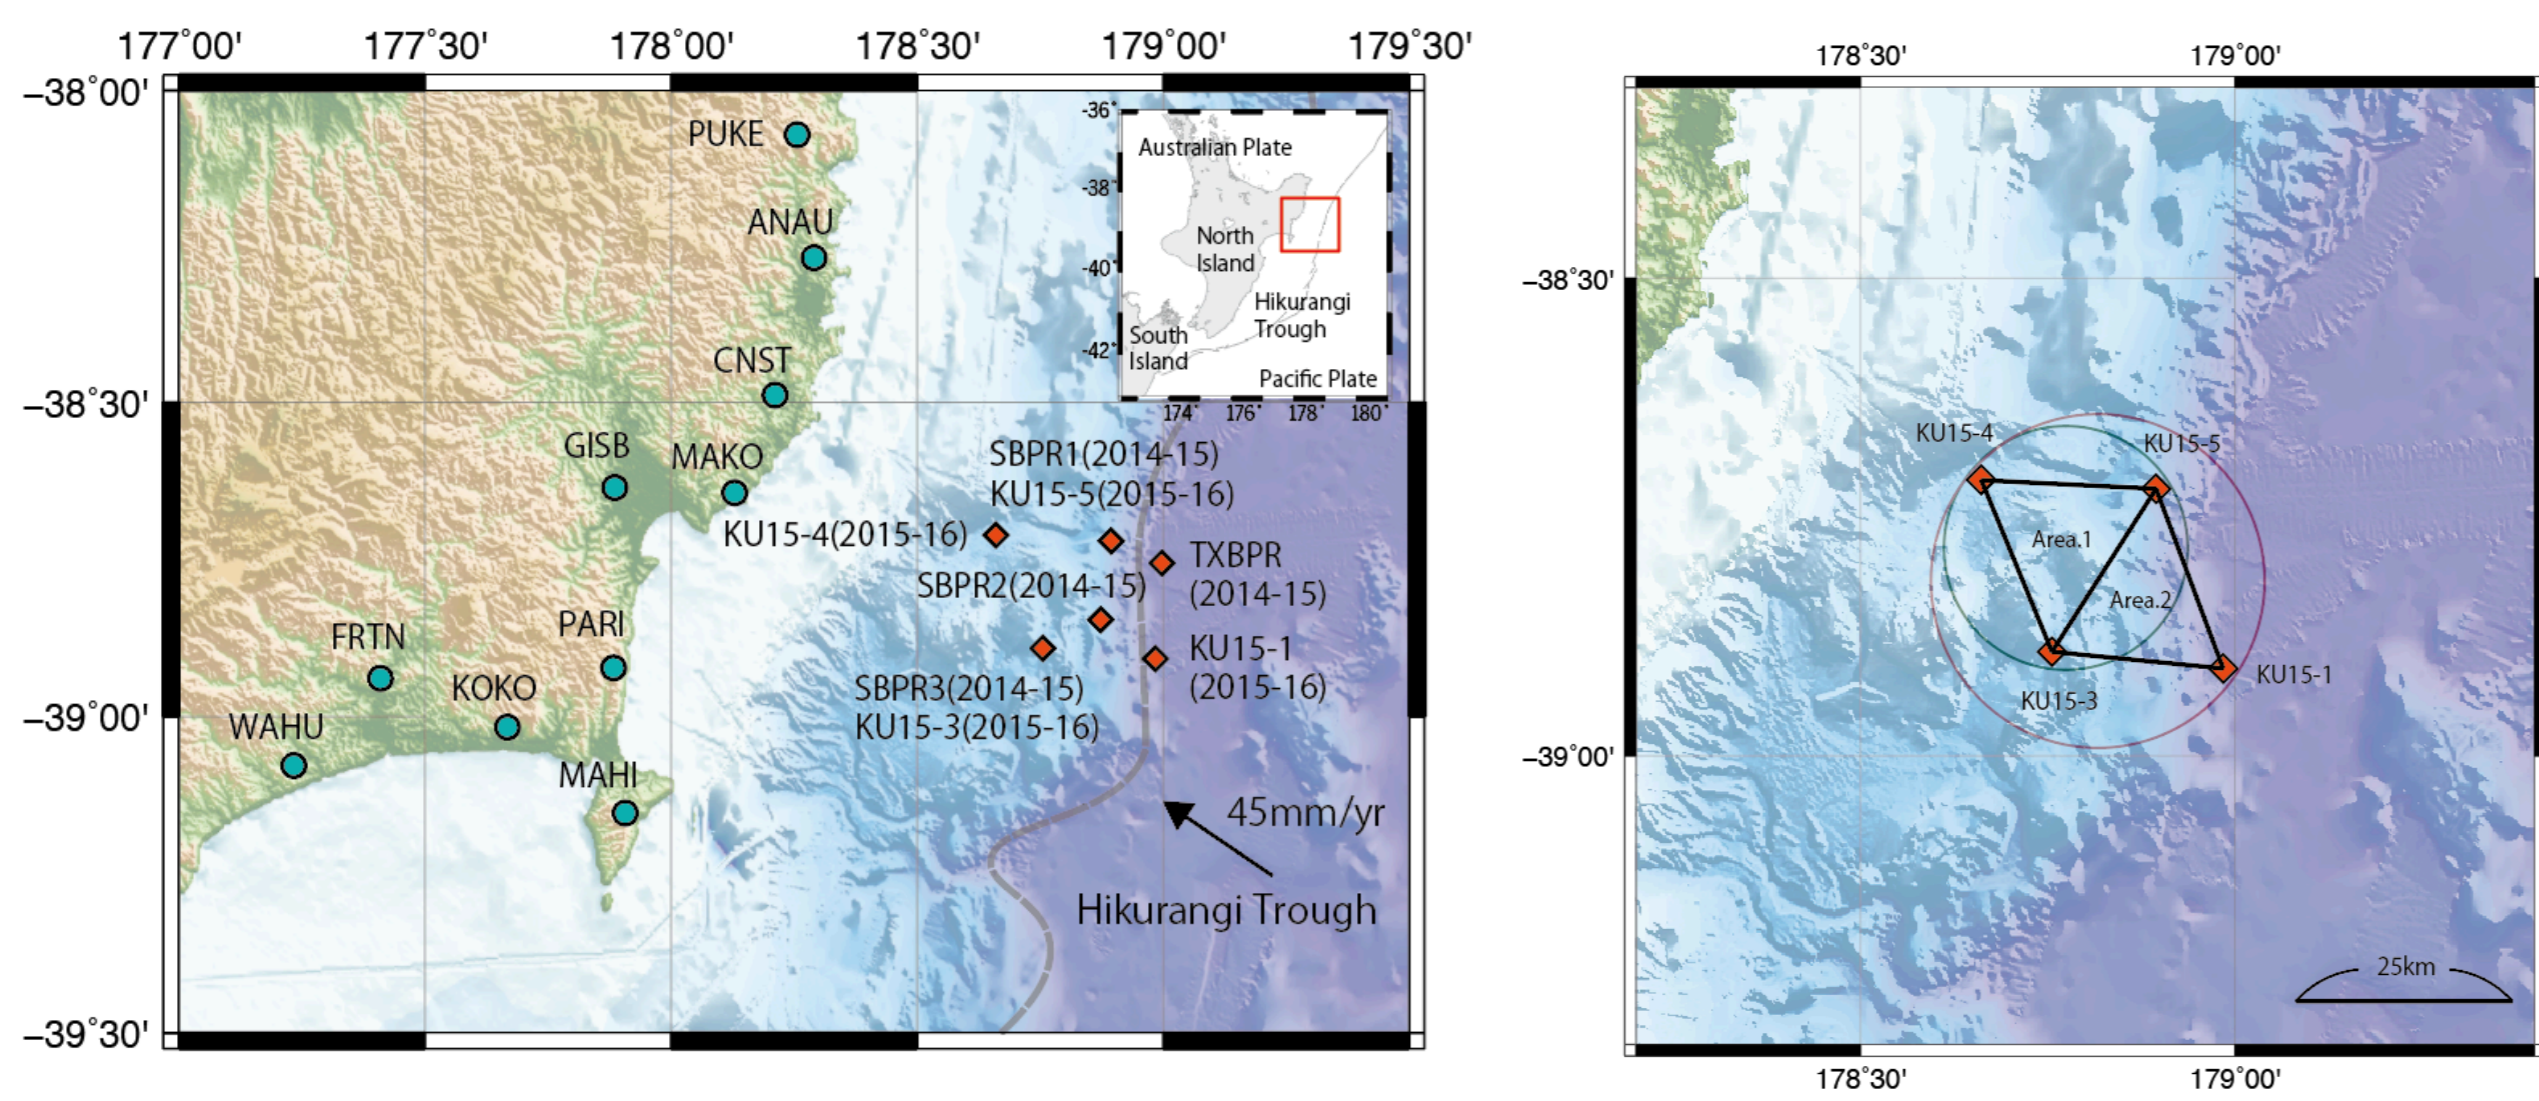 177°00'
177°30'
178°00'
178°30'
179°00'
179°30'
−38°00'
−38°30'
−39°00'
−39°30'
PUKE
ANAU
CNST
GISB
MAKO
PARI
FRTN
KOKO
WAHU
MAHI
SBPR1(2014-15)
KU15-5(2015-16)
KU15-4(2015-16)
TXBPR
(2014-15)
SBPR2(2014-15)
KU15-1
(2015-16)
SBPR3(2014-15)
KU15-3(2015-16)
45mm/yr
Hikurangi Trough
-36°
-38°
-40°
-42°
174°
176°
178°
180°
Australian Plate
North
Island
Hikurangi
Trough
South
Island
Pacific Plate
178°30'
179°00'
−38°30'
−39°00'
KU15-4
KU15-5
Area.1
Area.2
KU15-3
KU15-1
25km
178°30'
179°00'